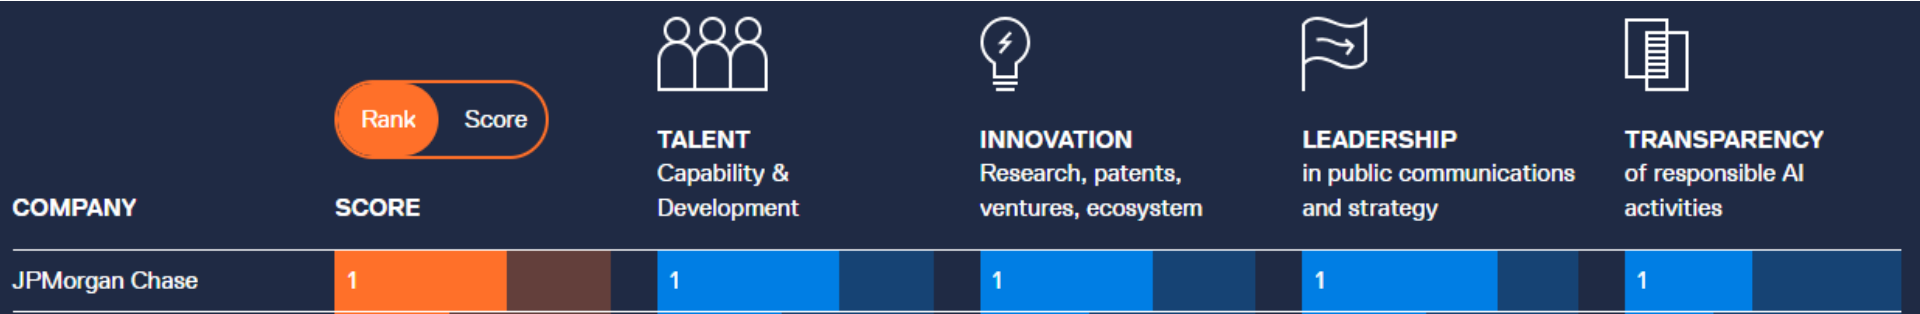 Rank Score
TALENT
Capability &
Development
INNOVATION
Research, patents,
ventures, ecosystem
LEADERSHIP
in public communications
and strategy
TRANSPARENCY
of responsible AI
activities
COMPANY
SCORE
JPMorgan Chase 1 1 1 1 1